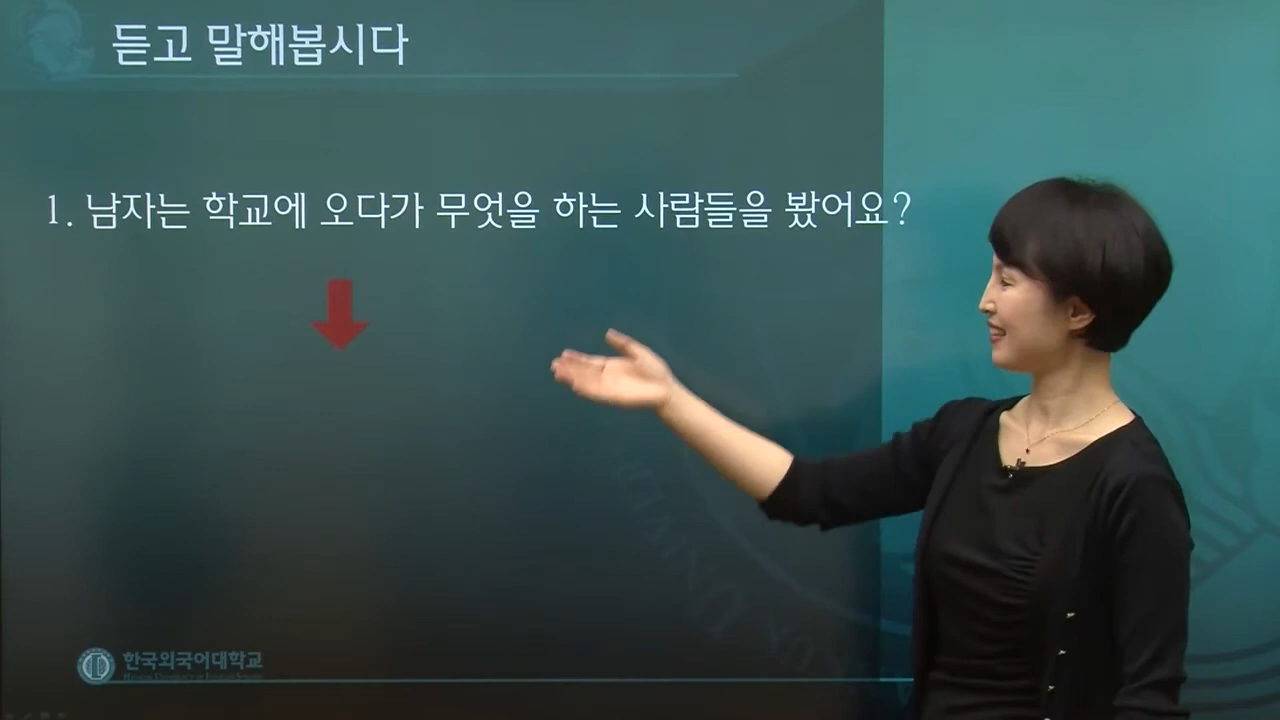 듣고 말해봅시다
1. 남자는 학교에 오다가 무엇을 하는 사람들을 봤어요?
한국외국어대학교